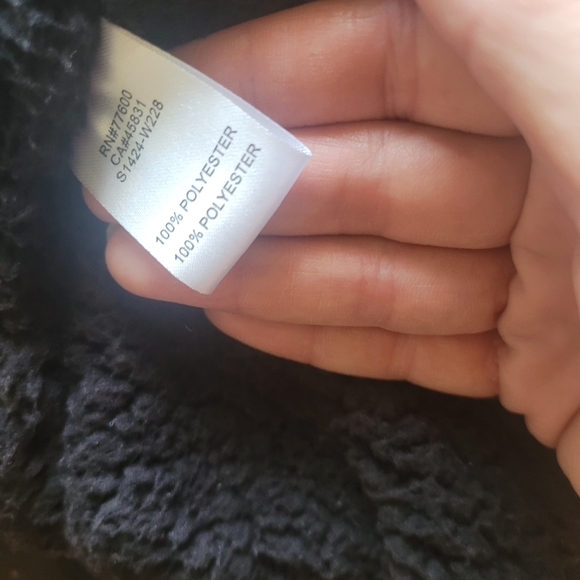 RN#77600
CA#45831
S1424-W228
100% POLYESTER
100% POLYESTER